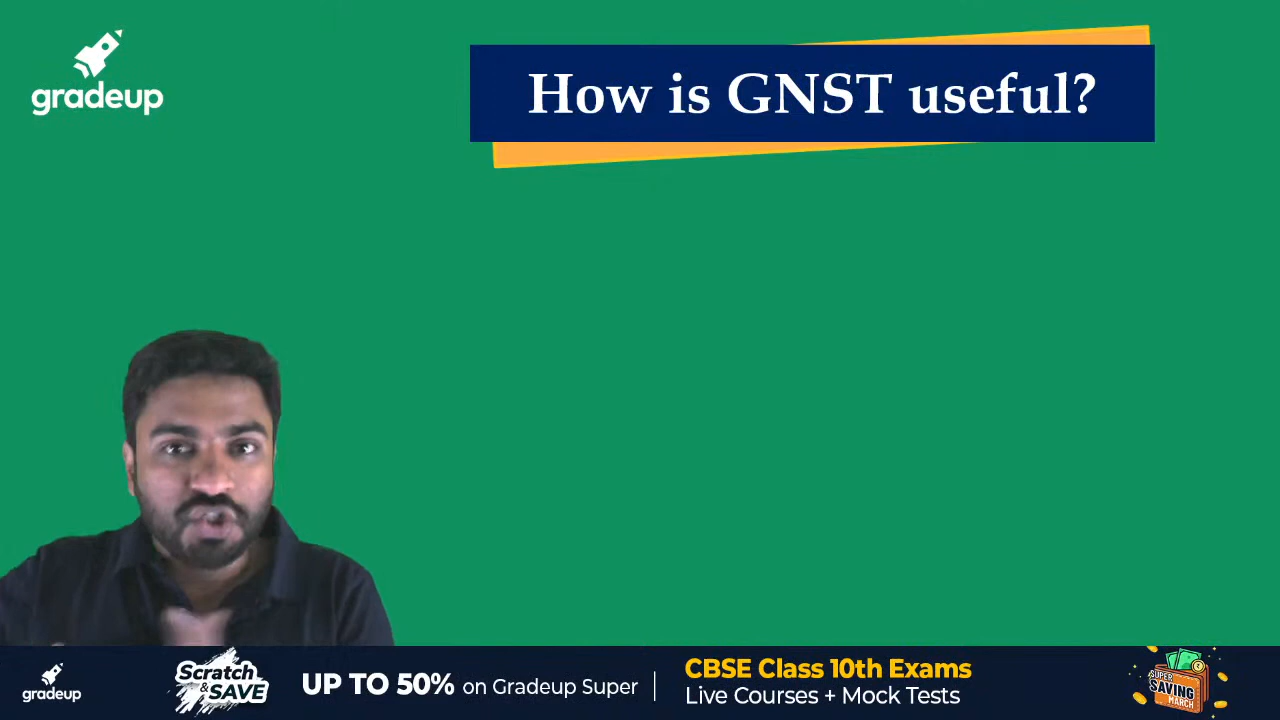 gradeup
How is GNST useful?
gradeup
Scratch
& SAVE
UP TO 50% on Gradeup Super
CBSE Class 10th Exams
Live Courses + Mock Tests
SUPER
SAVING
MARCH